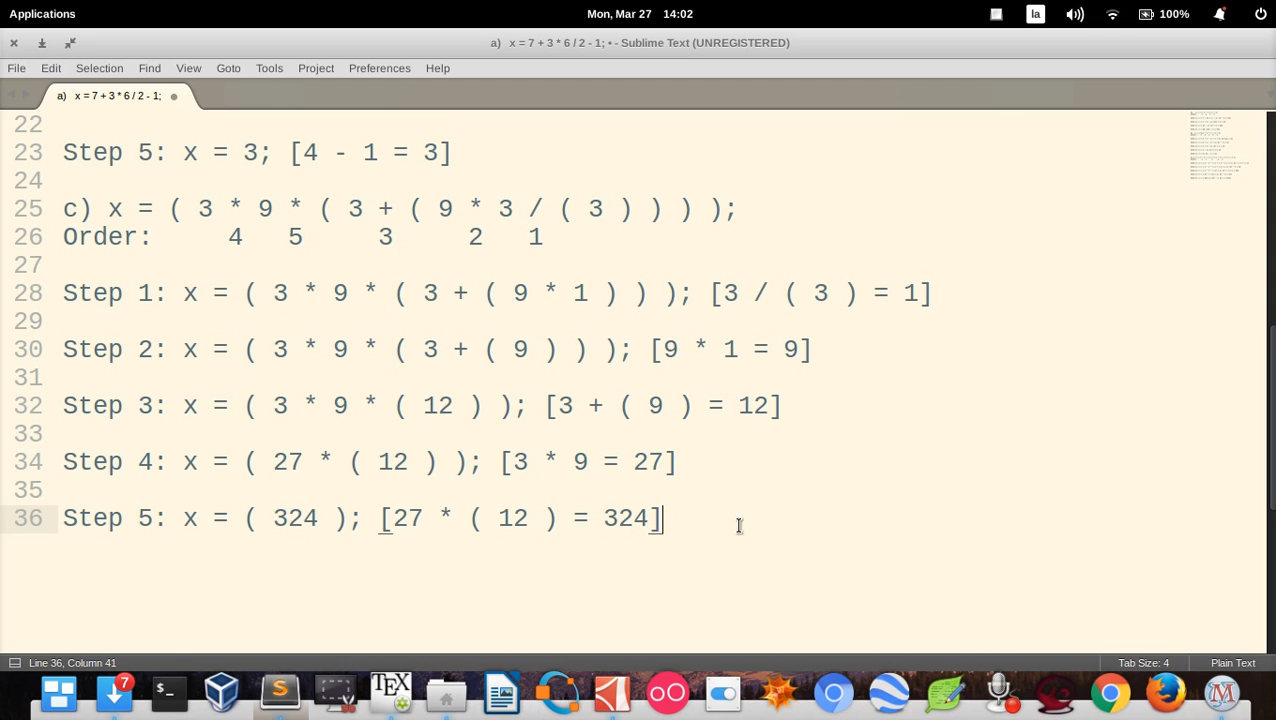 Applications
Mon, Mar 27 14:02
la
100%
a) x = 7 + 3 * 6 / 2 - 1; • - Sublime Text (UNREGISTERED)
File Edit Selection Find View Goto Tools Project Preferences Help
a) x = 7 + 3 * 6 / 2 - 1;
22
23 Step 5: x = 3; [4 - 1 = 3]
24
25 c) x = ( 3 * 9 * ( 3 + ( 9 * 3 / ( 3 ) ) ) );
26 Order: 4 5 3 2 1
27
28 Step 1: x = ( 3 * 9 * ( 3 + ( 9 * 1 ) ) ); [3 / ( 3 ) = 1]
29
30 Step 2: x = ( 3 * 9 * ( 3 + ( 9 ) ) ); [9 * 1 = 9]
31
32 Step 3: x = ( 3 * 9 * ( 12 ) ); [3 + ( 9 ) = 12]
33
34 Step 4: x = ( 27 * ( 12 ) ); [3 * 9 = 27]
35
36 Step 5: x = ( 324 ); [27 * ( 12 ) = 324]
Line 36, Column 41
Tab Size: 4
Plain Text
7